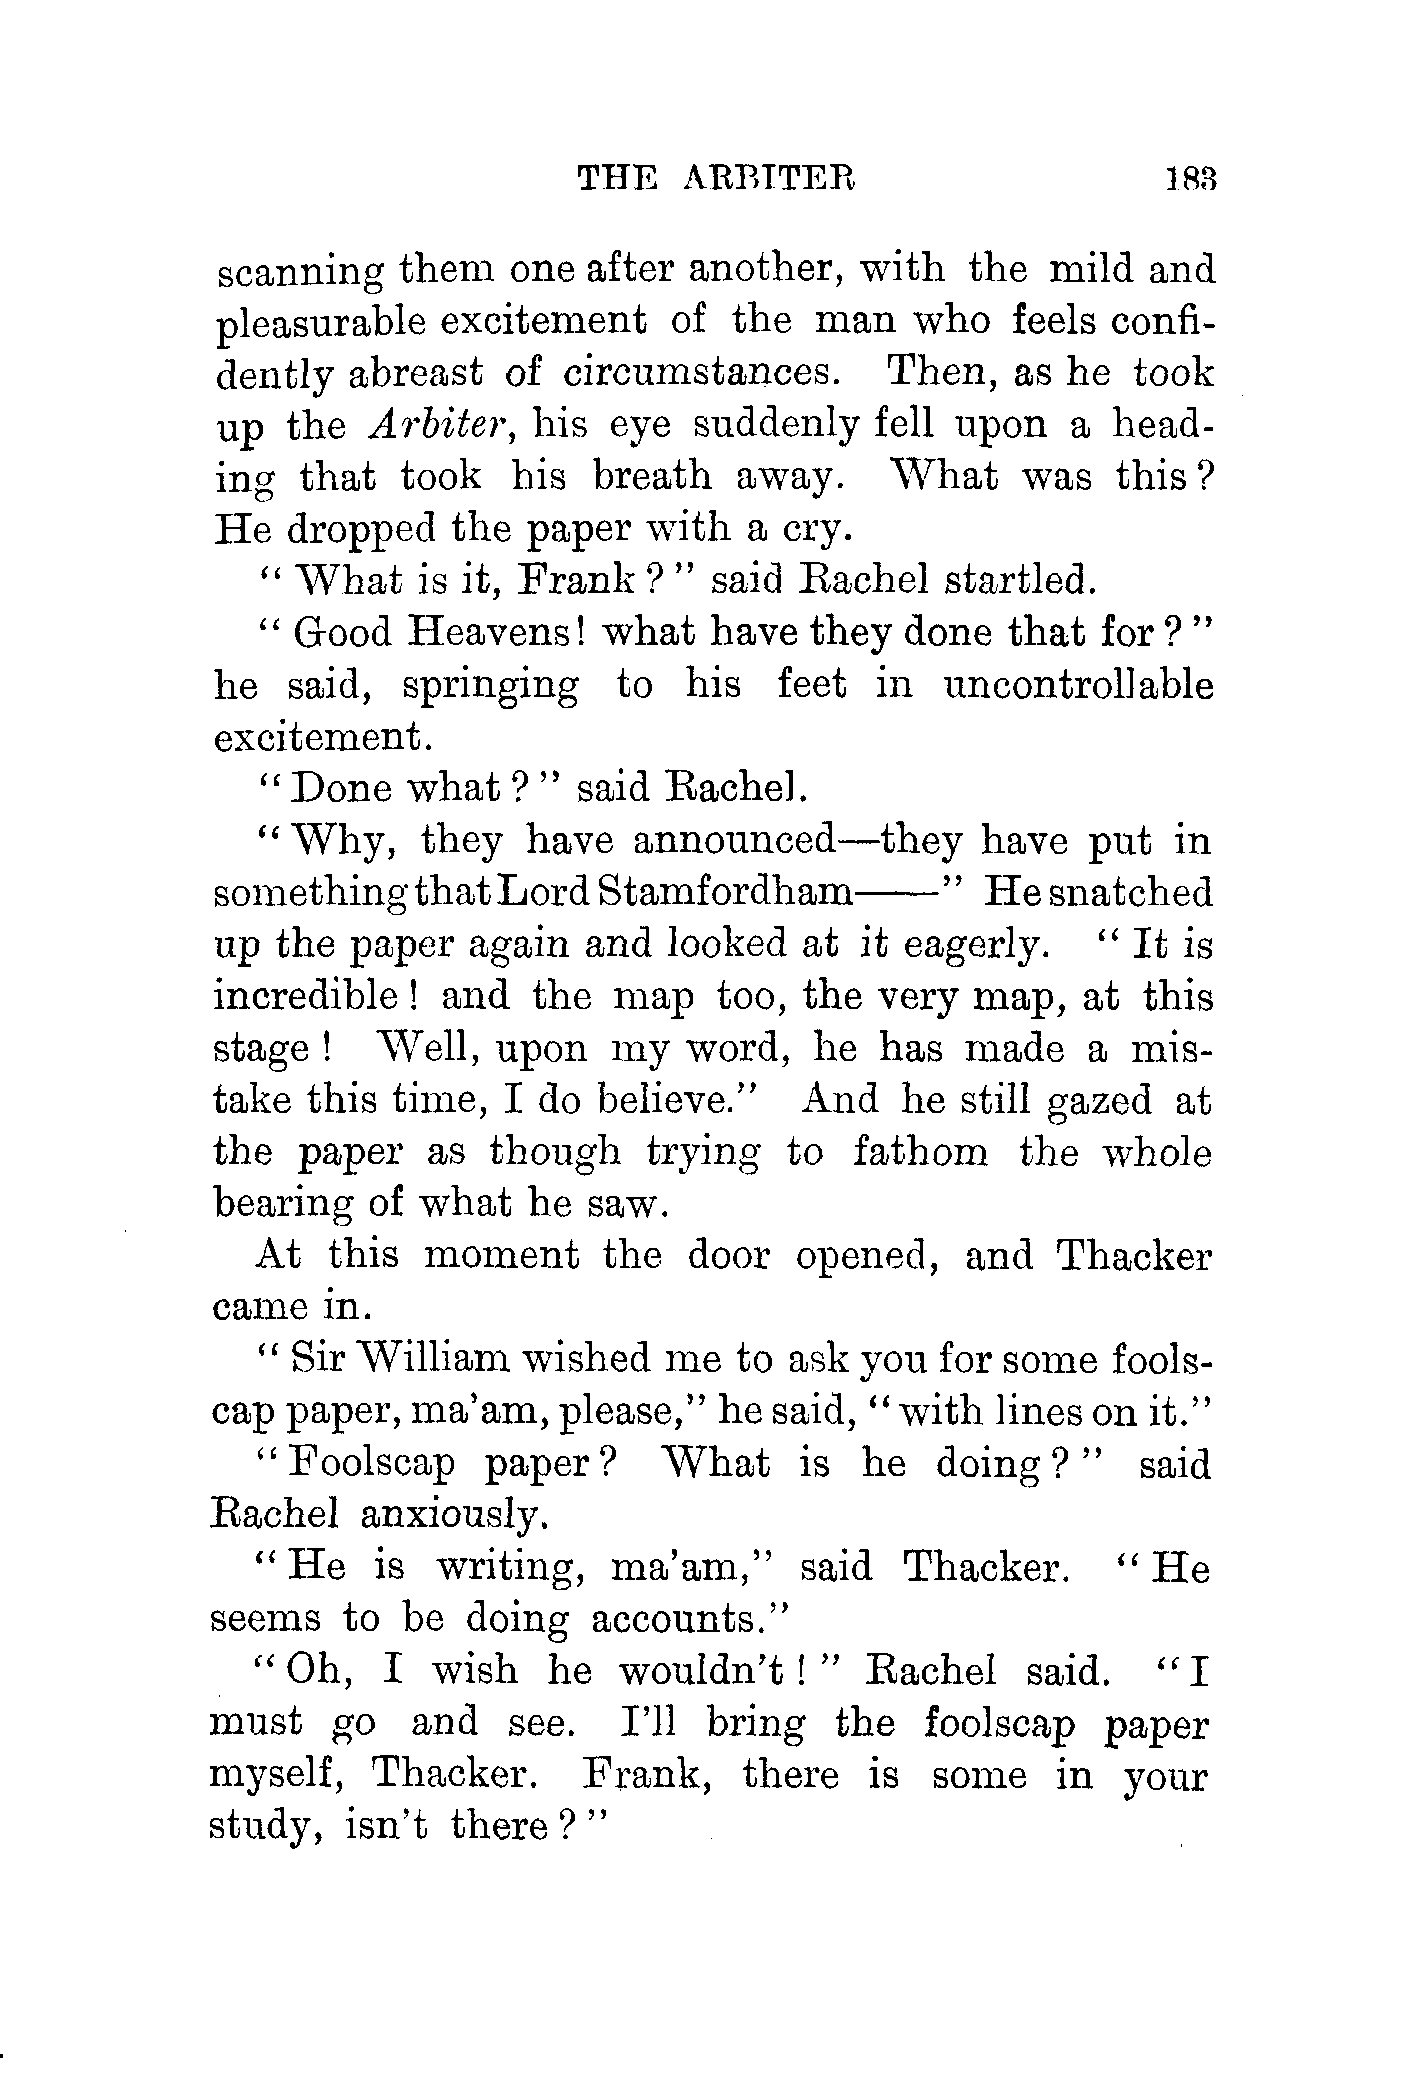 THE ARBITER 183
scanning them one after another, with the mild and
pleasurable excitement of the man who feels confi-
dently abreast of circumstances. Then, as he took
up the Arbiter, his eye suddenly fell upon a head-
ing that took his breath away. What was this?
He dropped the paper with a cry.
“What is it, Frank?” said Rachel startled.
“Good Heavens! what have they done that for?”
he said, springing to his feet in uncontrollable
excitement.
“Done what?” said Rachel.
“Why, they have announced—they have put in
something that Lord Stamfordham——” He snatched
up the paper again and looked at it eagerly. “It is
incredible! and the map too, the very map, at this
stage! Well, upon my word, he has made a mis-
take this time, I do believe.” And he still gazed at
the paper as though trying to fathom the whole
bearing of what he saw.
At this moment the door opened, and Thacker
came in.
“Sir William wished me to ask you for some fools-
cap paper, ma’am, please,” he said, “with lines on it.”
“Foolscap paper? What is he doing?” said
Rachel anxiously.
“He is writing, ma’am,” said Thacker. “He
seems to be doing accounts.”
“Oh, I wish he wouldn’t!” Rachel said. “I
must go and see. I’ll bring the foolscap paper
myself, Thacker. Frank, there is some in your
study, isn’t there?”